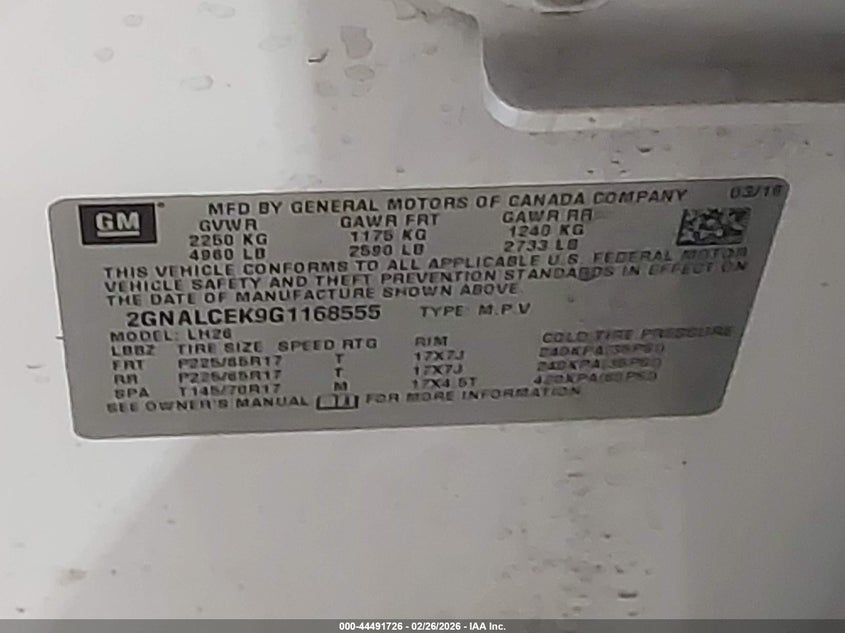 GM
MFD BY GENERAL MOTORS OF CANADA COMPANY 03/16
GVWR GAWR FRT GAWR RR
2250 KG 1175 KG 1240 KG
4960 LB 2590 LB 2733 LB
THIS VEHICLE CONFORMS TO ALL APPLICABLE U.S. FEDERAL MOTOR
VEHICLE SAFETY AND THEFT PREVENTION STANDARDS IN EFFECT ON
THE DATE OF MANUFACTURE SHOWN ABOVE.
2GNALCEK9G1168555 TYPE: M.P.V
MODEL: LH26
LBBZ TIRE SIZE SPEED RTG RIM COLD TIRE PRESSURE
FRT P225/65R17 T 17X7J 240KPA(35PSI)
RR P225/65R17 T 17X7J 240KPA(35PSI)
SPA T145/70R17 M 17X4.5T 420KPA(60PSI)
SEE OWNER'S MANUAL FOR MORE INFORMATION
000-44491726 - 02/26/2026 - IAA Inc.